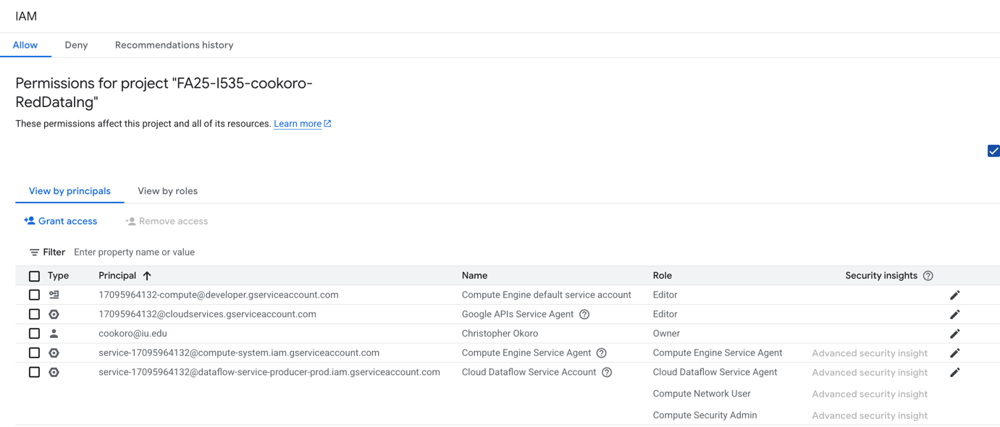 IAM
Allow Deny Recommendations history
Permissions for project "FA25-I535-cookoro-
RedDataIng"
These permissions affect this project and all of its resources. Learn more
View by principals View by roles
Grant access Remove access
Filter Enter property name or value
Type Principal Name Role Security insights
17095964132-compute@developer.gserviceaccount.com Compute Engine default service account Editor
17095964132@cloudservices.gserviceaccount.com Google APIs Service Agent Editor
cookoro@iu.edu Christopher Okoro Owner
service-17095964132@compute-system.iam.gserviceaccount.com Compute Engine Service Agent Compute Engine Service Agent Advanced security insight
service-17095964132@dataflow-service-producer-prod.iam.gserviceaccount.com Cloud Dataflow Service Account Cloud Dataflow Service Agent Advanced security insight
Compute Network User Advanced security insight
Compute Security Admin Advanced security insight